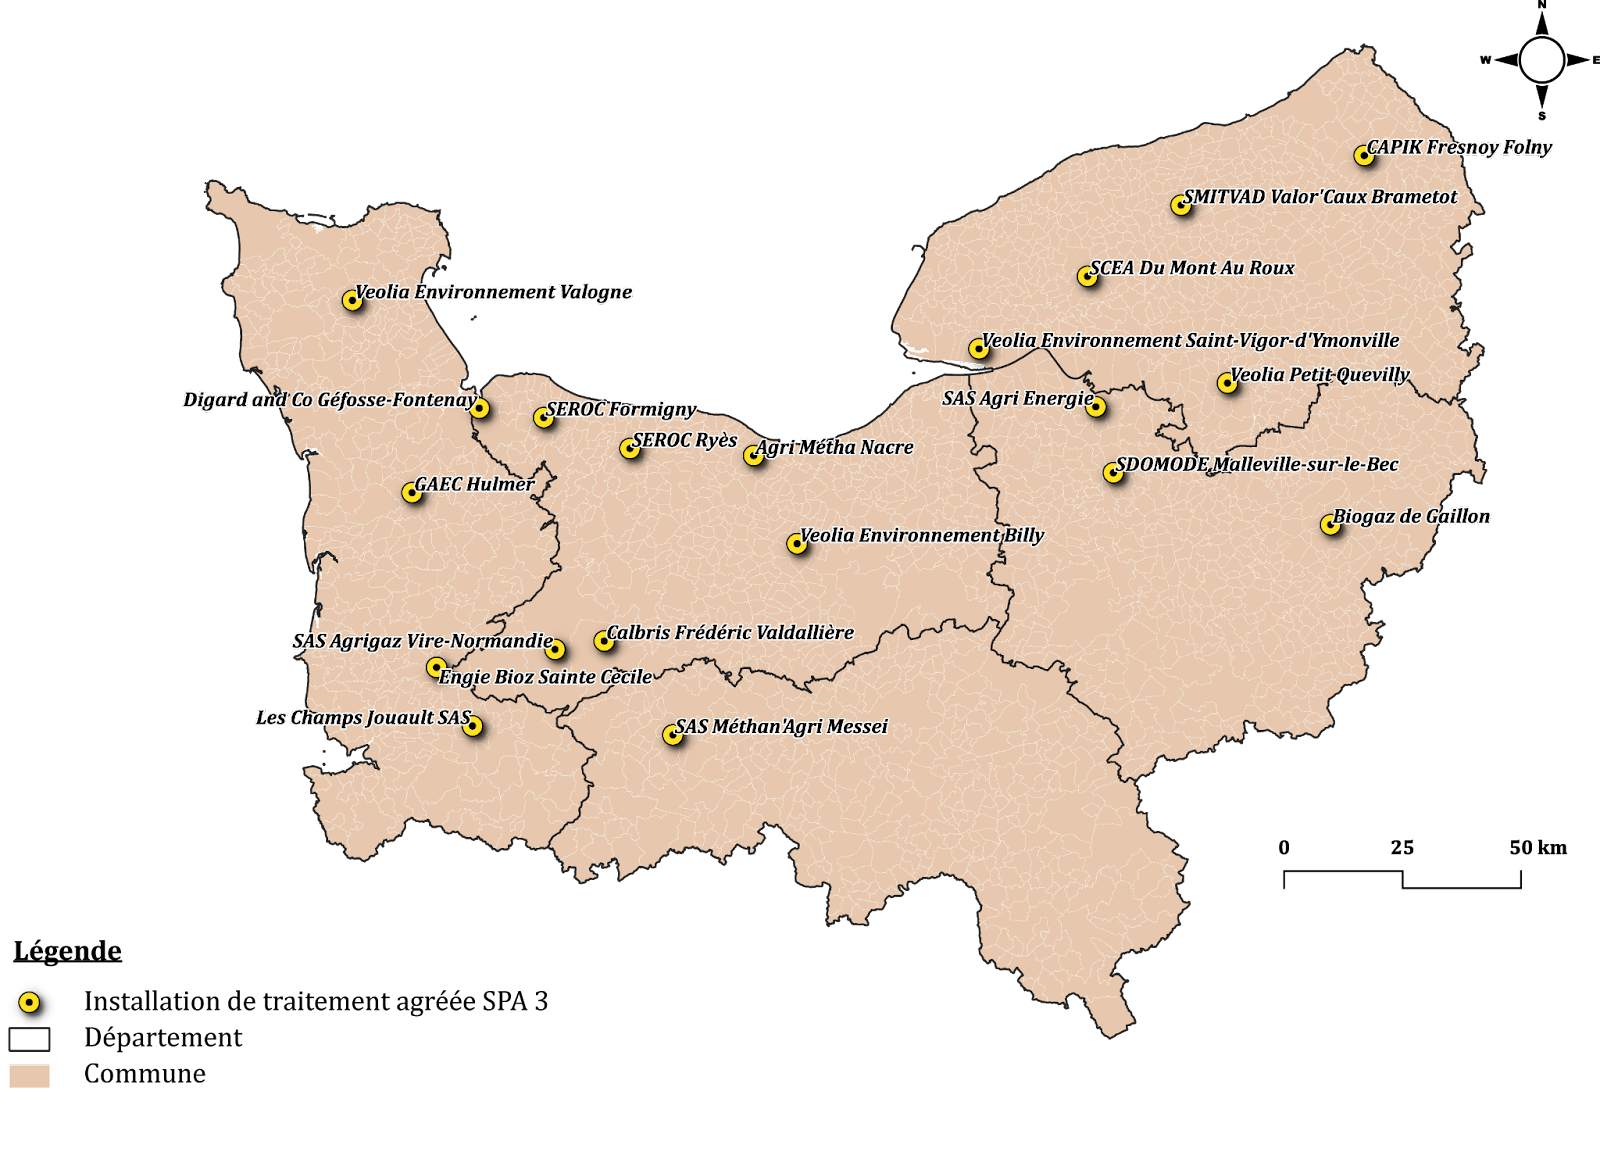 N
W
E
S
CAPIK Fresnoy Folny
SMITVAD Valor'Caux Brametot
SCEA Du Mont Au Roux
Veolia Environnement Valogne
Veolia Environnement Saint-Vigor-d'Ymonville
Veolia Petit-Quevilly
Digard and Co Géfosse-Fontenay
SAS Agri Energie
SEROC Formigny
SEROC Ryès
Agri Métha Nacre
SDOMODE Malleville-sur-le-Bec
GAEC Hulmer
Biogaz de Gaillon
Veolia Environnement Billy
SAS Agrigaz Vire-Normandie
Calbris Frédéric Valdallière
Engie Bioz Sainte Cècile
Les Champs Jouault SAS
SAS Méthan'Agri Messei
0 25 50 km
Légende
Installation de traitement agréée SPA 3
Département
Commune